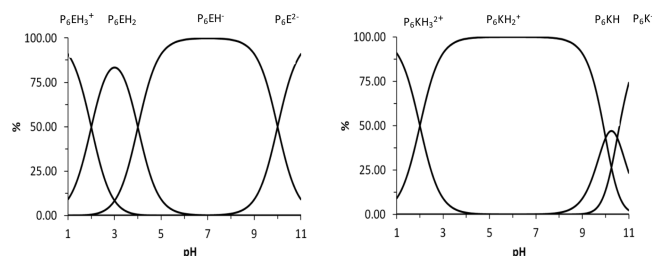 P₆EH₃⁺ P₆EH₂ P₆EH⁻ P₆E²⁻
100.00
75.00
50.00
25.00
0.00
%
1 3 5 7 9 11
pH
P₆KH₃²⁺ P₆KH₂⁺ P₆KH P₆K⁻
100.00
75.00
50.00
25.00
0.00
%
1 3 5 7 9 11
pH